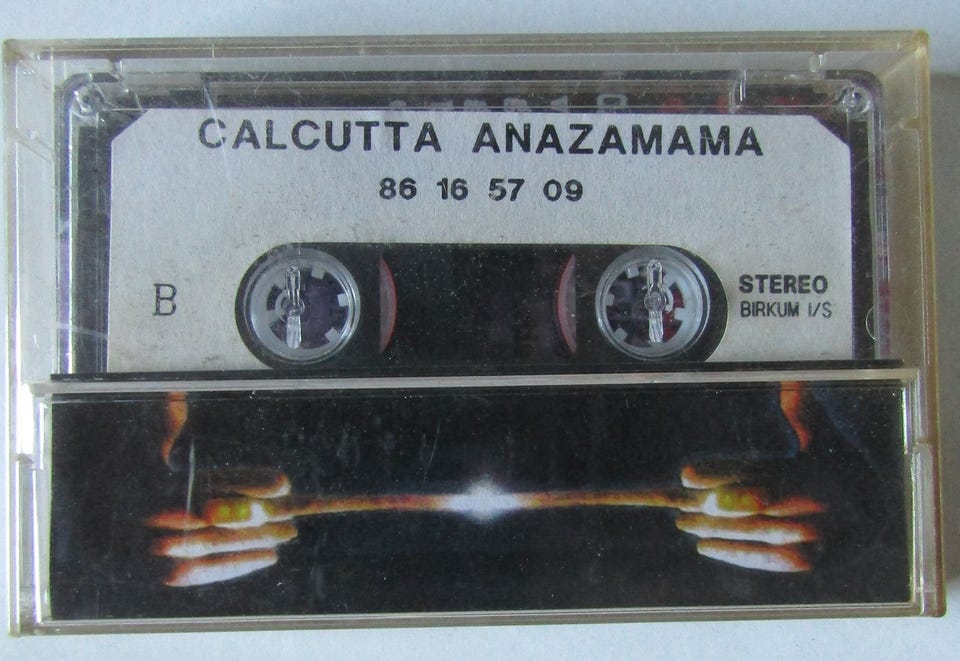 CALCUTTA ANAZAMAMA
86 16 57 09
B
STEREO
BIRKUM I/S